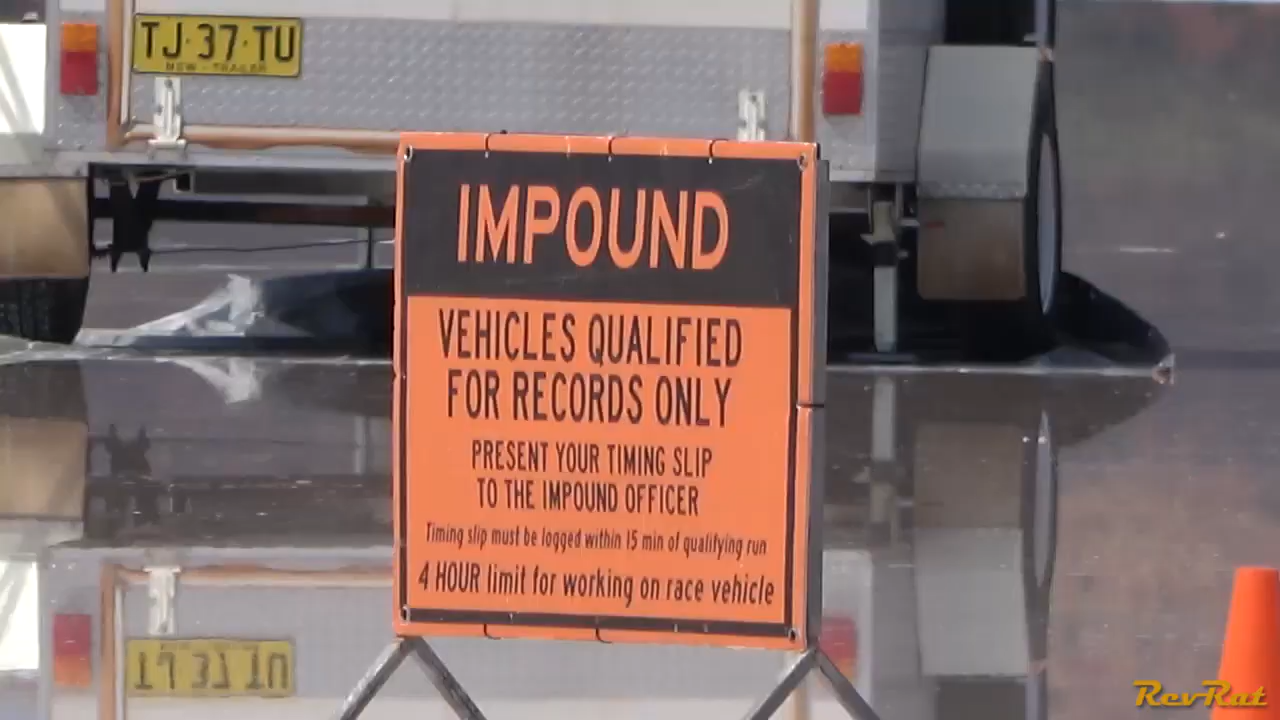 TJ·37·TU
NSW - TRAILER
IMPOUND
VEHICLES QUALIFIED
FOR RECORDS ONLY
PRESENT YOUR TIMING SLIP
TO THE IMPOUND OFFICER
Timing slip must be logged within 15 min of qualifying run
4 HOUR limit for working on race vehicle
RevRat